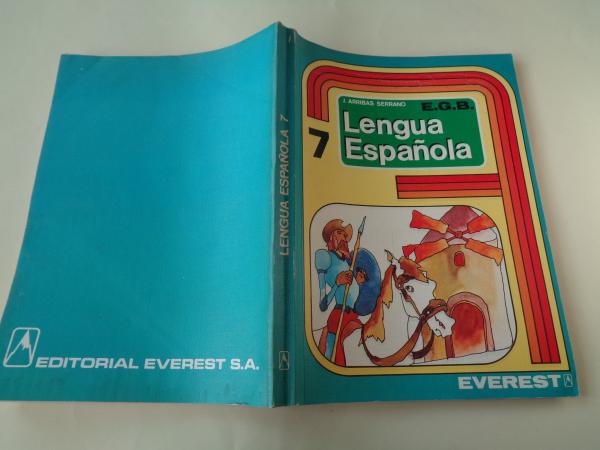 EDITORIAL EVEREST S.A.
LENGUA ESPAÑOLA 7
J. ARRIBAS SERRANO
E.G.B.
7
Lengua
Española
EVEREST